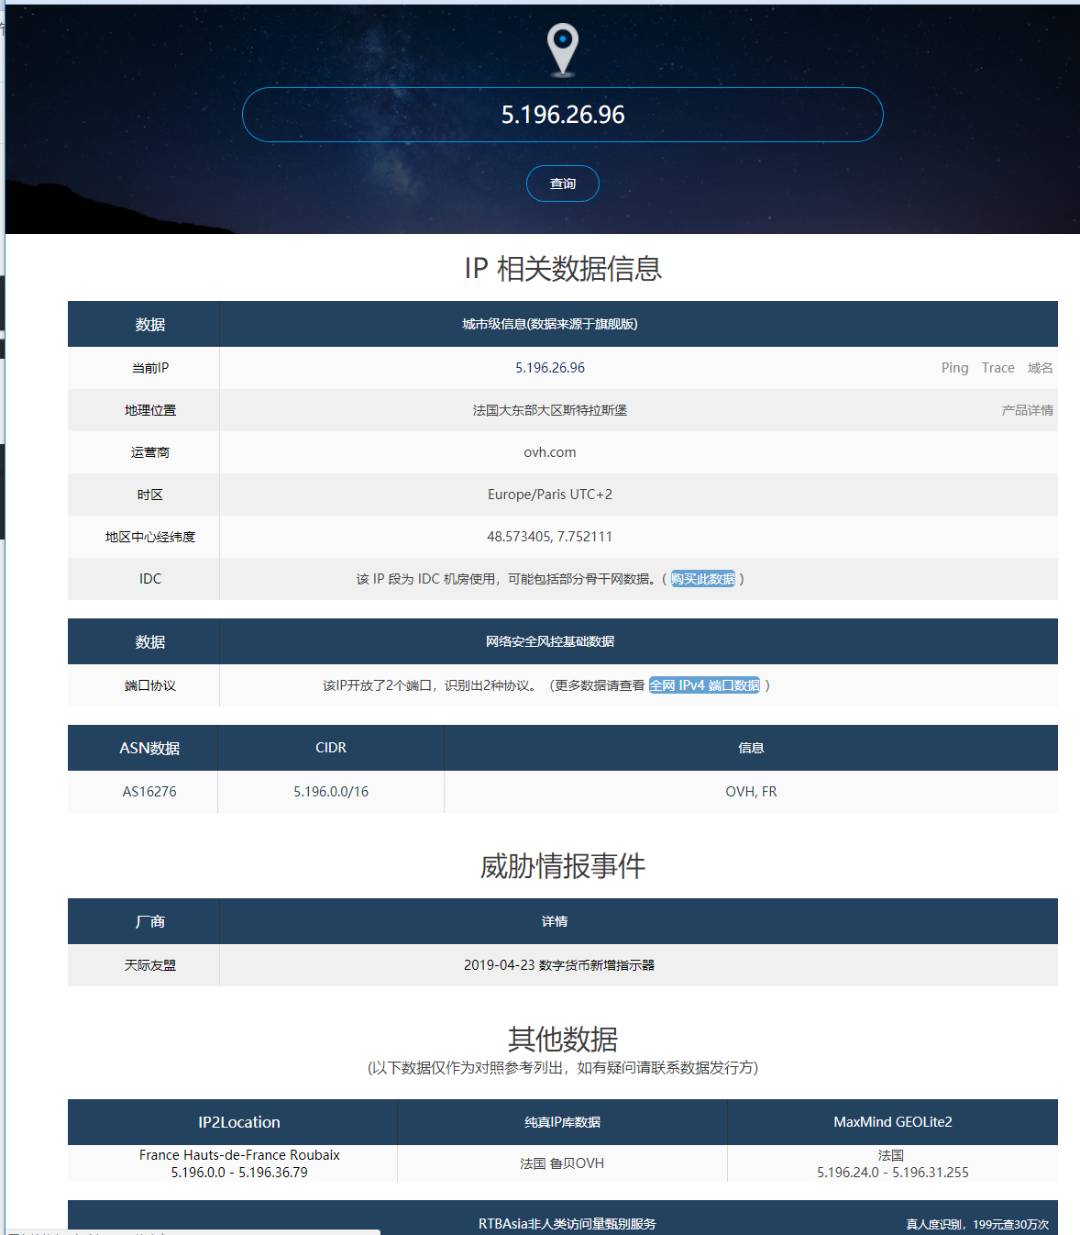 5.196.26.96
查询
IP 相关数据信息
数据 城市级信息(数据来源于旗舰版)
当前IP 5.196.26.96 Ping Trace 域名
地理位置 法国大东部大区斯特拉斯堡 产品详情
运营商 ovh.com
时区 Europe/Paris UTC+2
地区中心经纬度 48.573405, 7.752111
IDC 该 IP 段为 IDC 机房使用，可能包括部分骨干网数据。( 购买此数据 )
数据 网络安全风控基础数据
端口协议 该IP开放了2个端口，识别出2种协议。（更多数据请查看 全网 IPv4 端口数据 ）
ASN数据 CIDR 信息
AS16276 5.196.0.0/16 OVH, FR
威胁情报事件
厂商 详情
天际友盟 2019-04-23 数字货币新增指示器
其他数据
(以下数据仅作为对照参考列出，如有疑问请联系数据发行方)
IP2Location 纯真IP库数据 MaxMind GEOLite2
France Hauts-de-France Roubaix 法国 鲁贝OVH 法国
5.196.0.0 - 5.196.36.79 5.196.24.0 - 5.196.31.255
RTBAsia非人类访问量甄别服务 真人度识别，199元查30万次